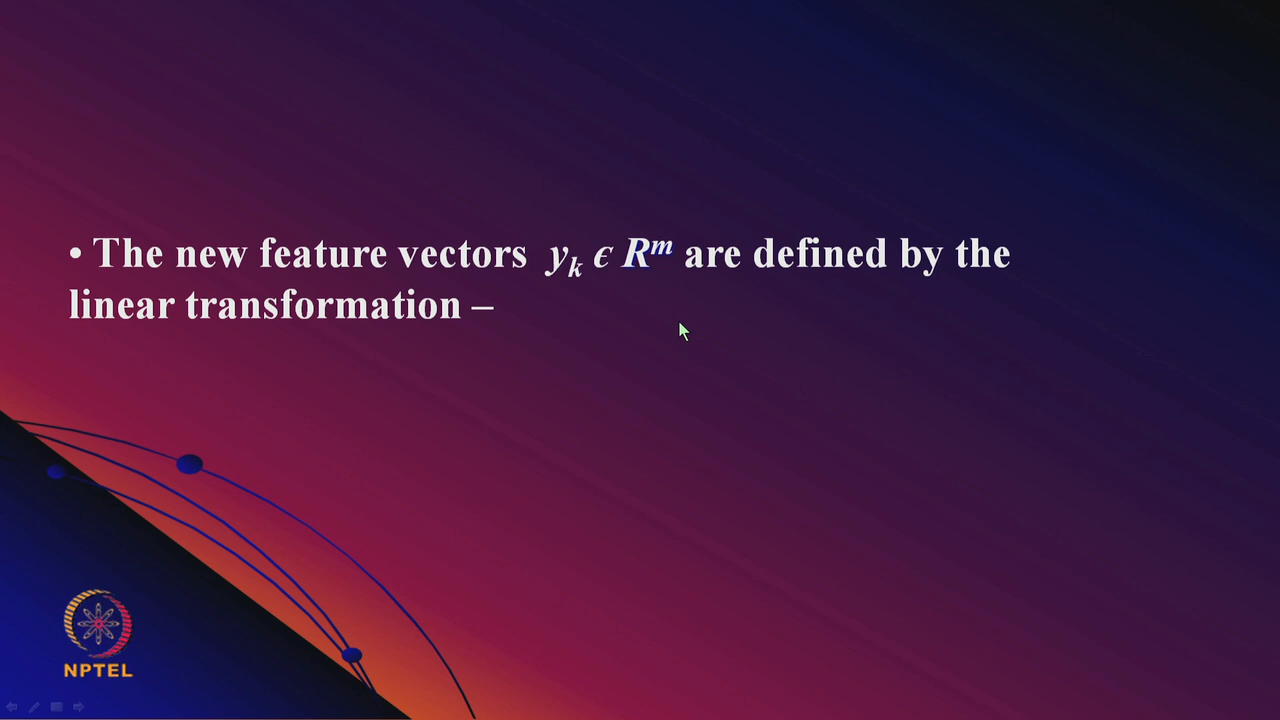 • The new feature vectors y_k ϵ R^m are defined by the
linear transformation –
NPTEL